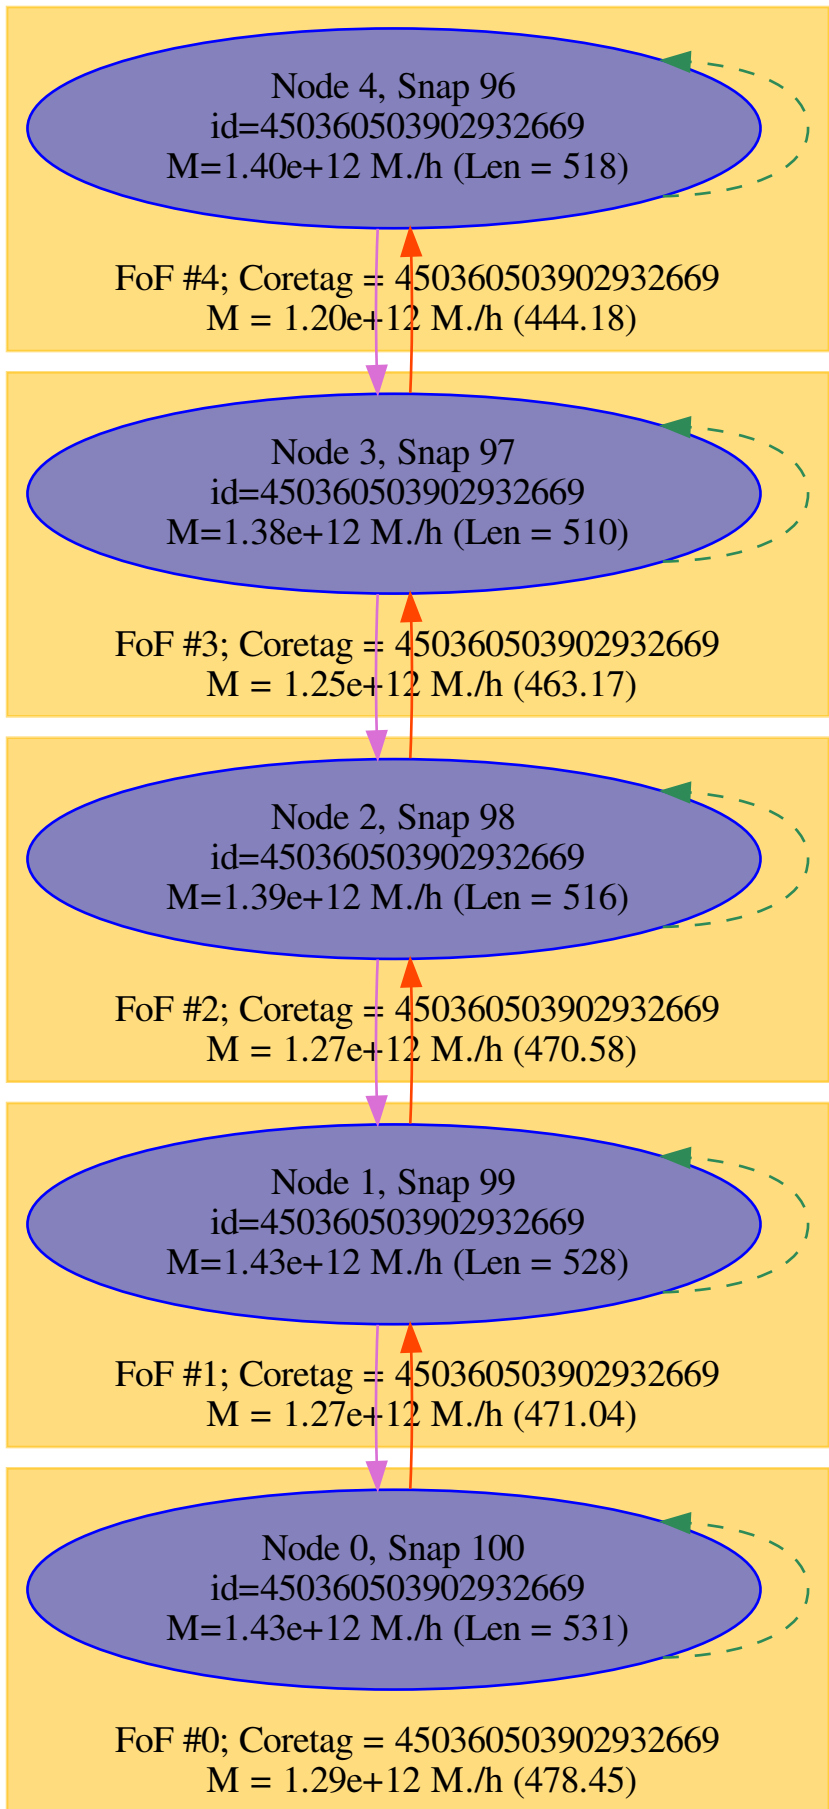 Node 4, Snap 96
id=450360503902932669
M=1.40e+12 M./h (Len = 518)
FoF #4; Coretag = 450360503902932669
M = 1.20e+12 M./h (444.18)
Node 3, Snap 97
id=450360503902932669
M=1.38e+12 M./h (Len = 510)
FoF #3; Coretag = 450360503902932669
M = 1.25e+12 M./h (463.17)
Node 2, Snap 98
id=450360503902932669
M=1.39e+12 M./h (Len = 516)
FoF #2; Coretag = 450360503902932669
M = 1.27e+12 M./h (470.58)
Node 1, Snap 99
id=450360503902932669
M=1.43e+12 M./h (Len = 528)
FoF #1; Coretag = 450360503902932669
M = 1.27e+12 M./h (471.04)
Node 0, Snap 100
id=450360503902932669
M=1.43e+12 M./h (Len = 531)
FoF #0; Coretag = 450360503902932669
M = 1.29e+12 M./h (478.45)